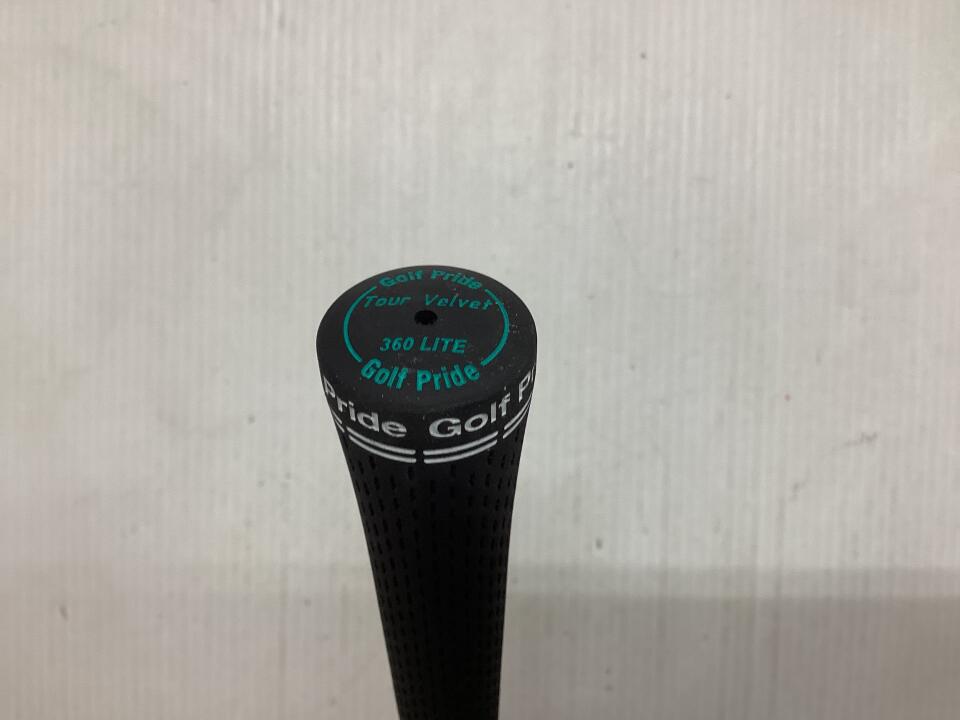 Golf Pride
Tour Velvet
360 LITE
Golf Pride
Pride Golf Pr